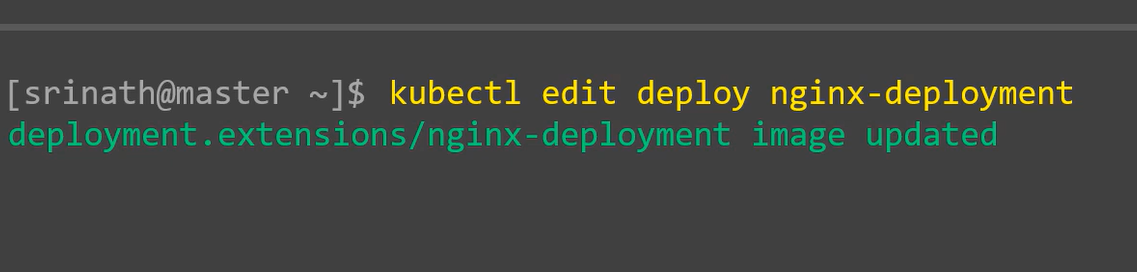 [srinath@master ~]$ kubectl edit deploy nginx-deployment
deployment.extensions/nginx-deployment image updated